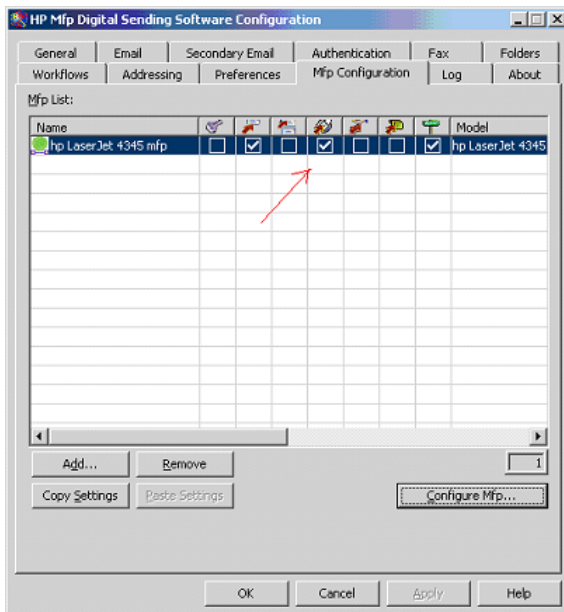 HP Mfp Digital Sending Software Configuration
General Email Secondary Email Authentication Fax Folders
Workflows Addressing Preferences Mfp Configuration Log About
Mfp List:
Name Model
hp LaserJet 4345 mfp hp LaserJet 4345
Add... Remove 1
Copy Settings Paste Settings Configure Mfp...
OK Cancel Apply Help